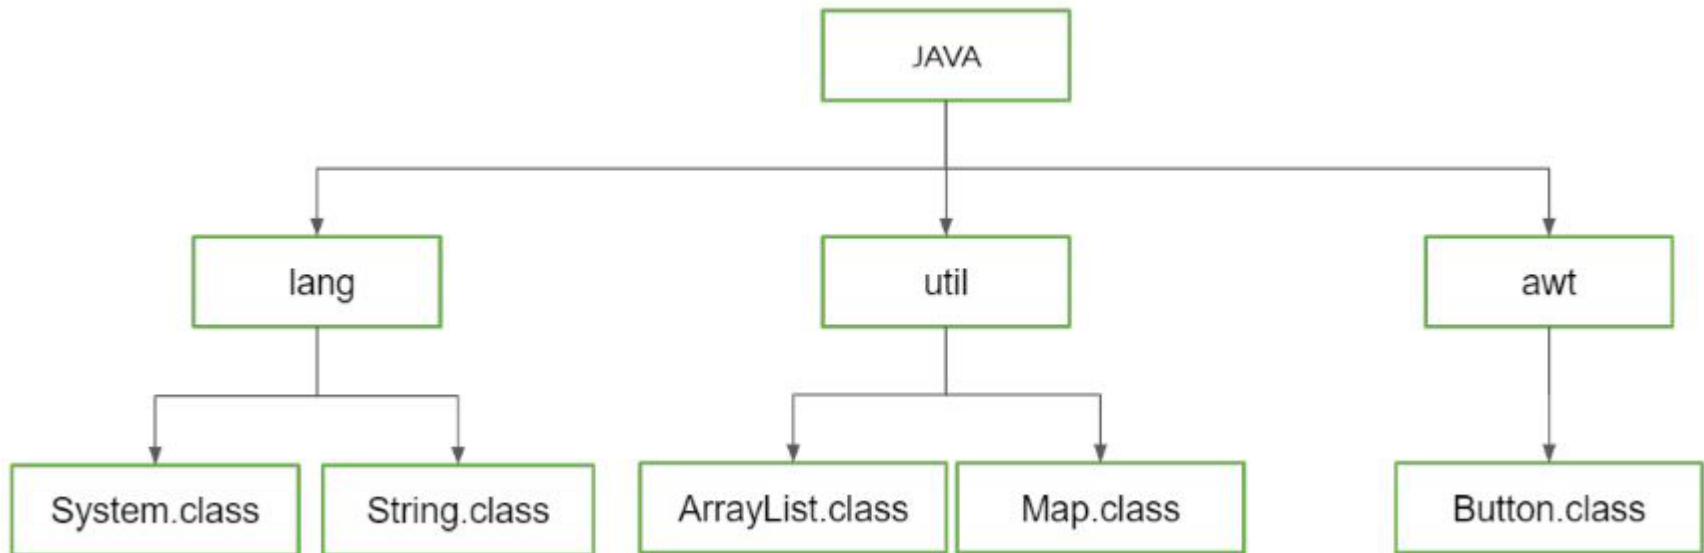 JAVA
lang
util
awt
System.class
String.class
ArrayList.class
Map.class
Button.class